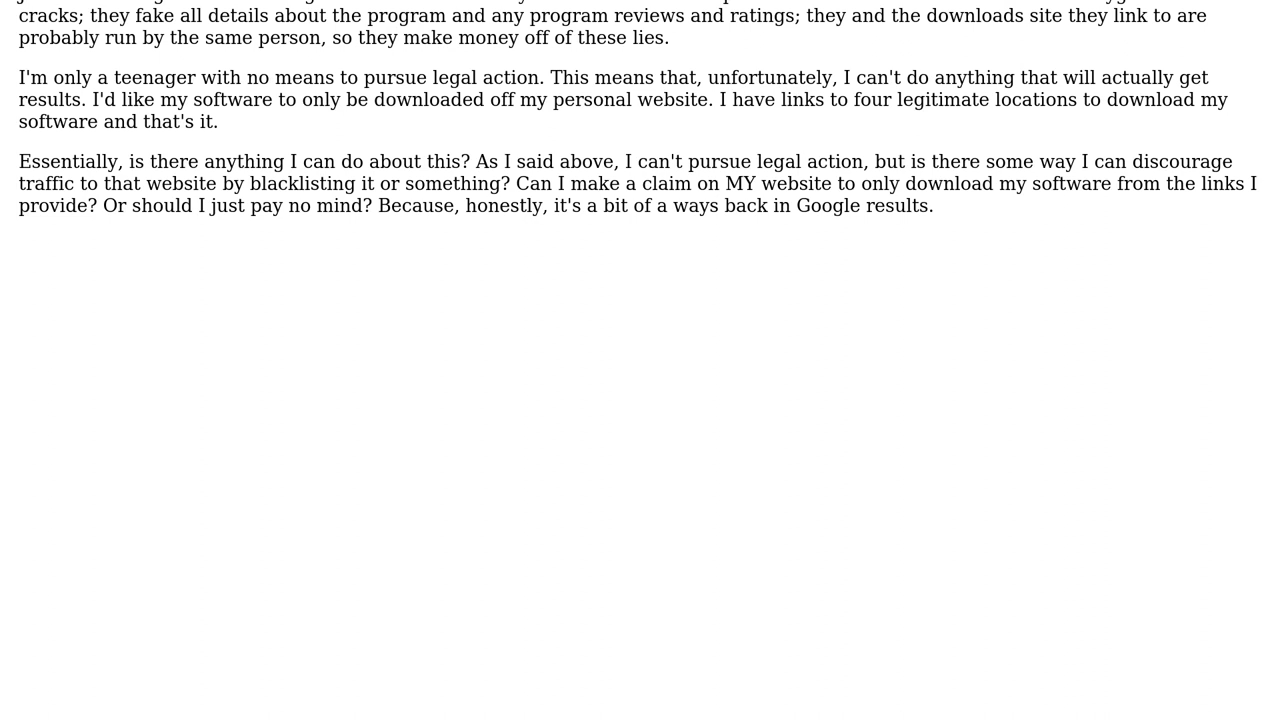 cracks; they fake all details about the program and any program reviews and ratings; they and the downloads site they link to are
probably run by the same person, so they make money off of these lies.
I'm only a teenager with no means to pursue legal action. This means that, unfortunately, I can't do anything that will actually get
results. I'd like my software to only be downloaded off my personal website. I have links to four legitimate locations to download my
software and that's it.
Essentially, is there anything I can do about this? As I said above, I can't pursue legal action, but is there some way I can discourage
traffic to that website by blacklisting it or something? Can I make a claim on MY website to only download my software from the links I
provide? Or should I just pay no mind? Because, honestly, it's a bit of a ways back in Google results.